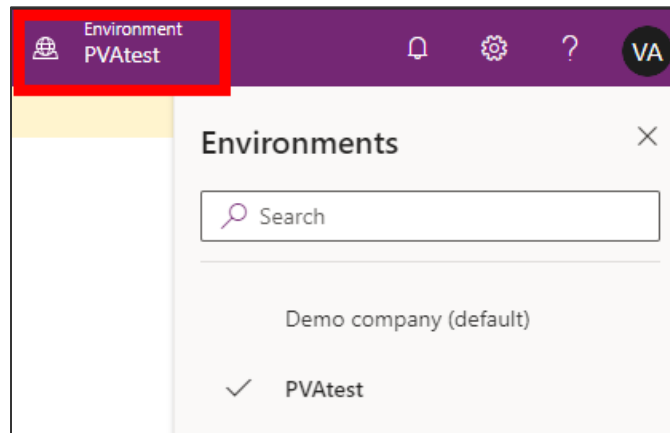 Environment
PVAtest
?
VA
Environments
Search
Demo company (default)
PVAtest